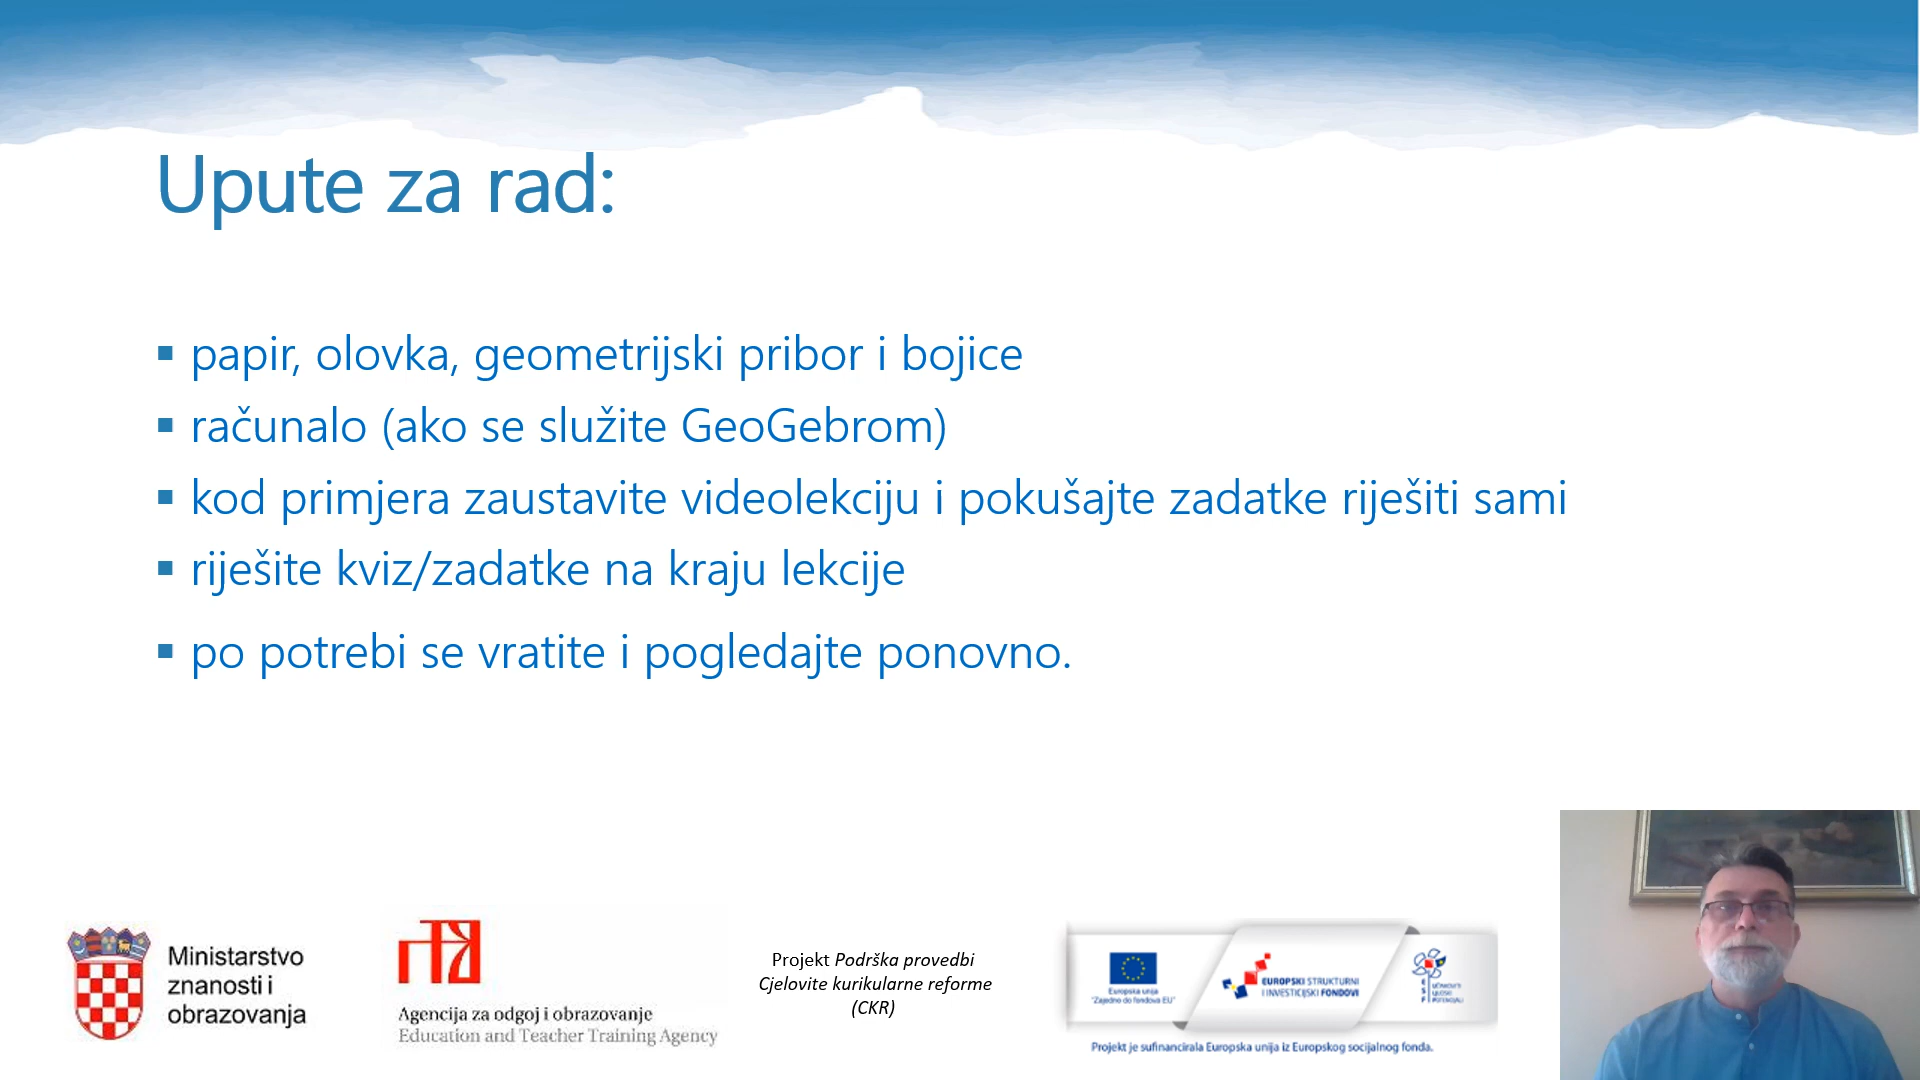 Upute za rad:
papir, olovka, geometrijski pribor i bojice
računalo (ako se služite GeoGebrom)
kod primjera zaustavite videolekciju i pokušajte zadatke riješiti sami
riješite kviz/zadatke na kraju lekcije
po potrebi se vratite i pogledajte ponovno.
Ministarstvo
znanosti i
obrazovanja
Agencija za odgoj i obrazovanje
Education and Teacher Training Agency
Projekt Podrška provedbi
Cjelovite kurikularne reforme
(CKR)
Europska unija
"Zajedno do fondova EU"
EUROPSKI STRUKTURNI
I INVESTICIJSKI FONDOVI
Projekt je sufinancirala Europska unija iz Europskog socijalnog fonda.